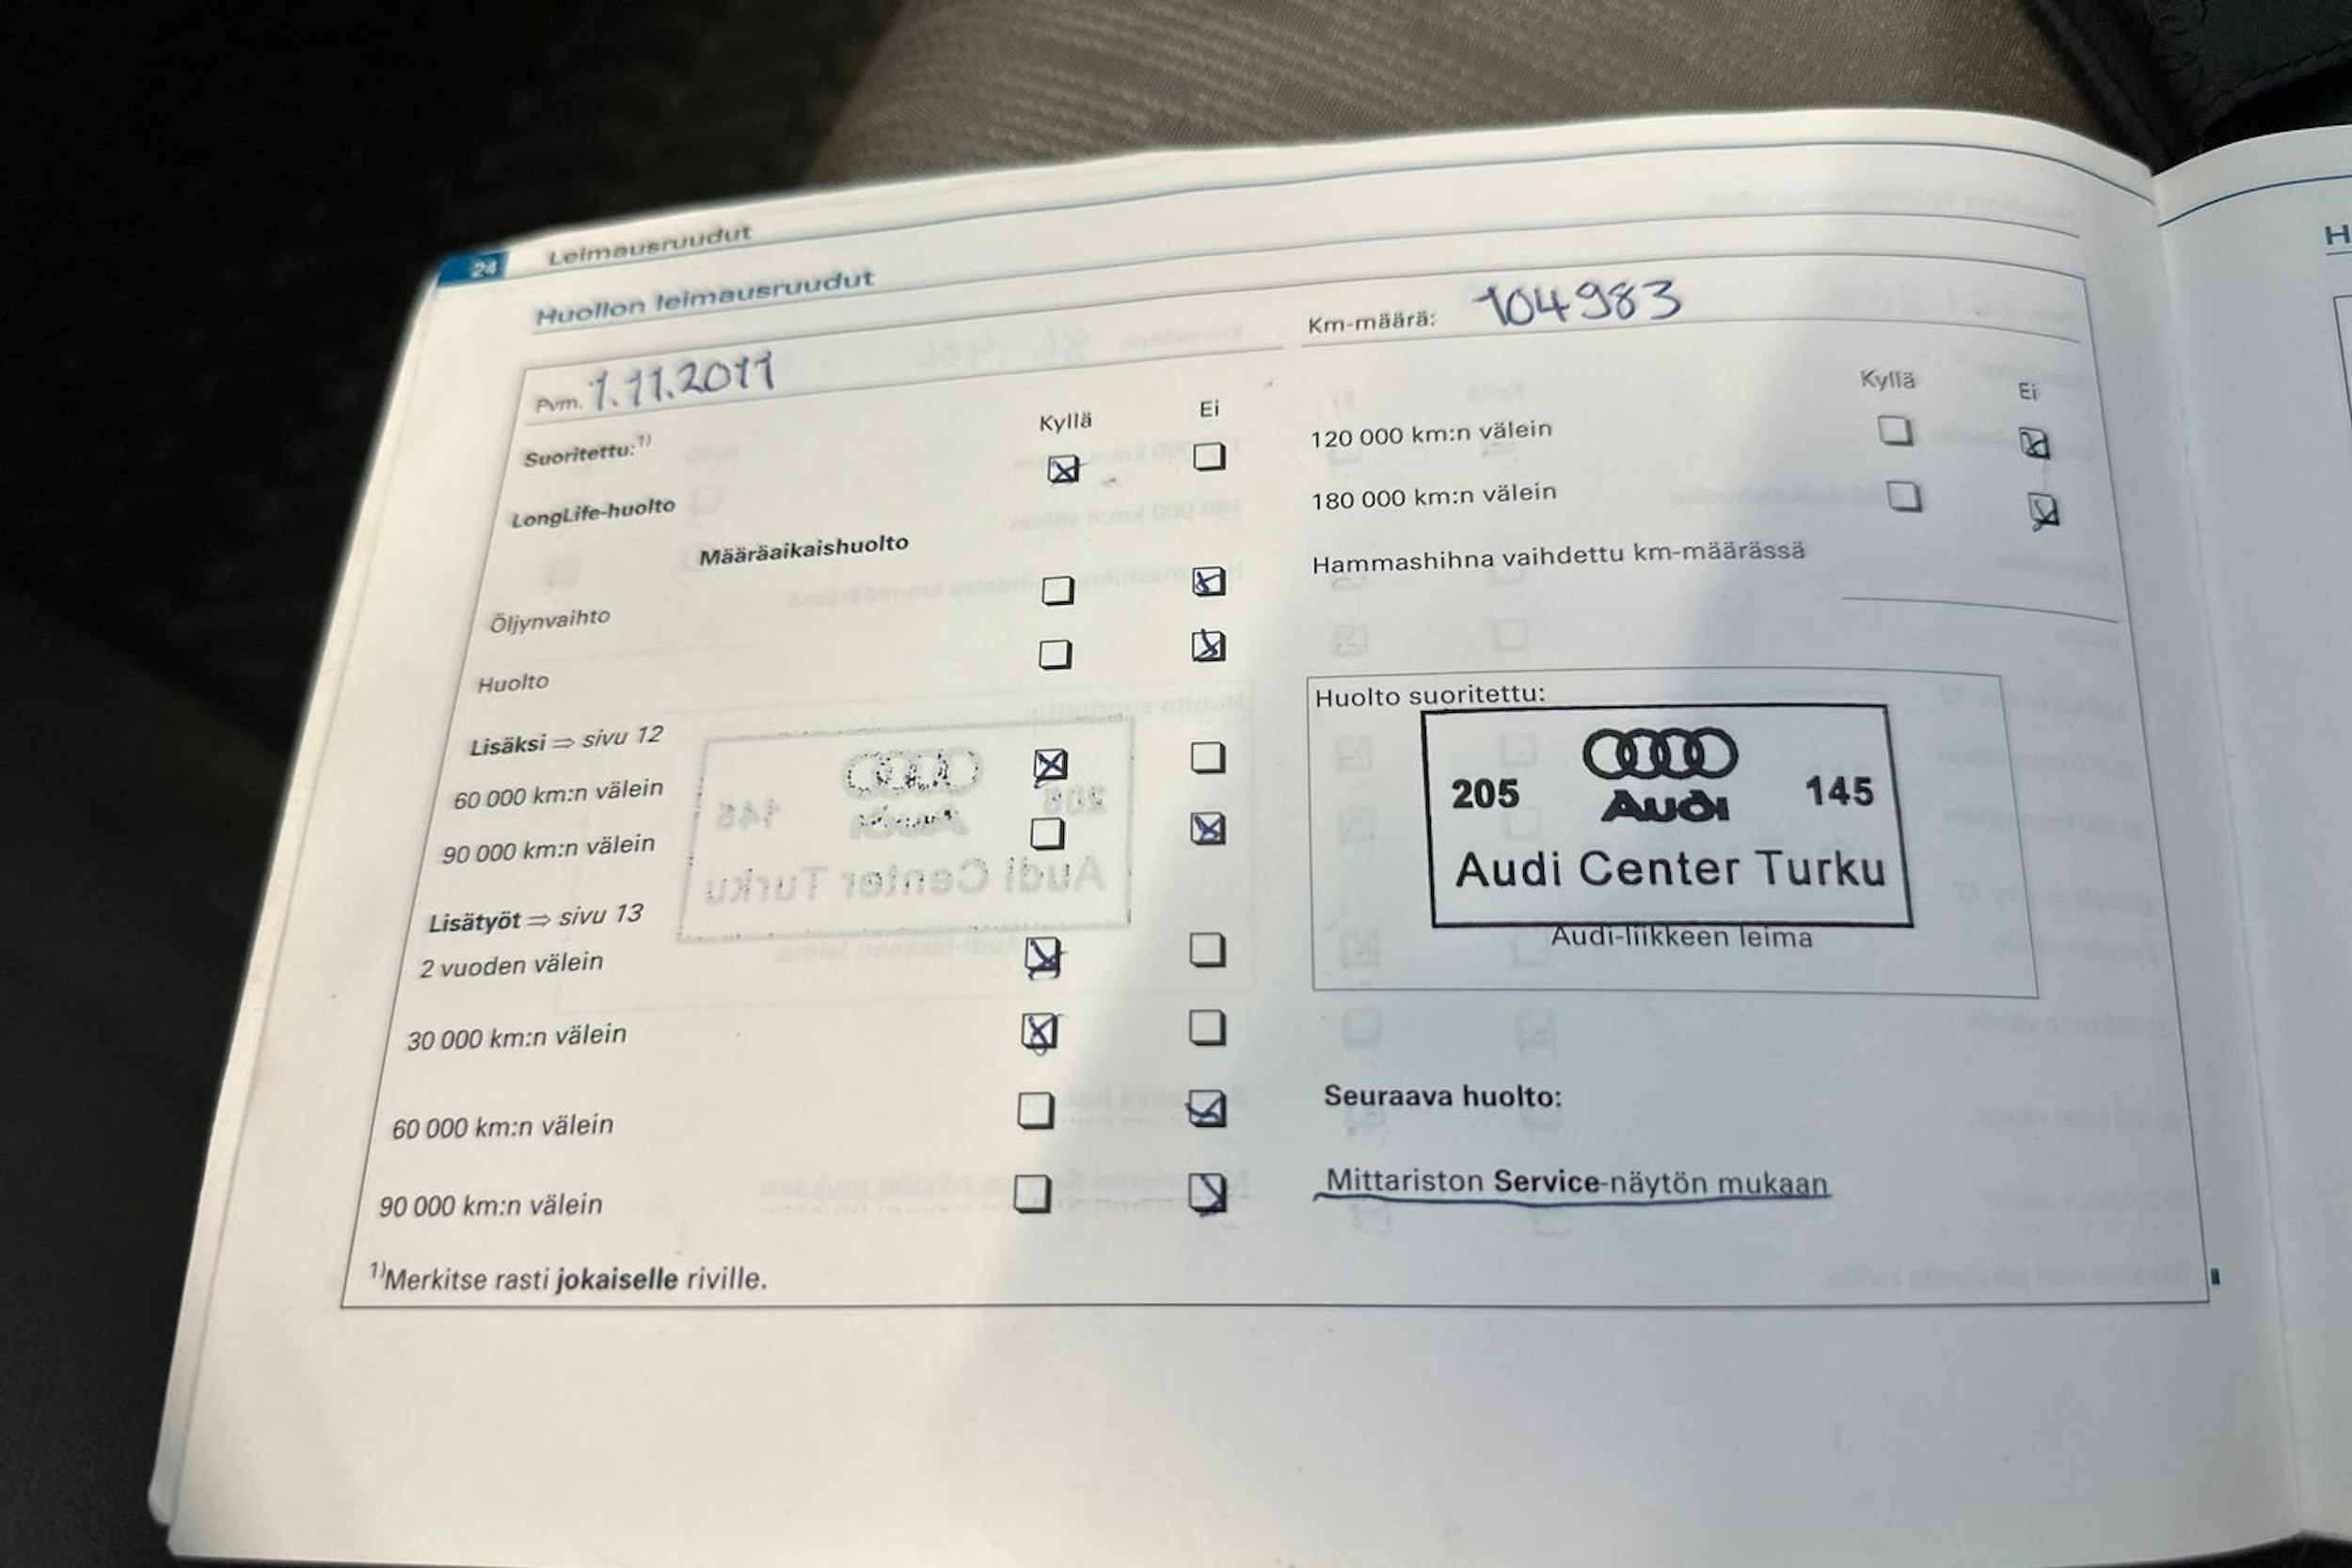 24 Leimausruudut
Huollon leimausruudut
Pvm. 1.11.2011
Suoritettu:1)
Kyllä Ei
LongLife-huolto
Määräaikaishuolto
Öljynvaihto
Huolto
Lisäksi ⇒ sivu 12
60 000 km:n välein
90 000 km:n välein
Lisätyöt ⇒ sivu 13
2 vuoden välein
30 000 km:n välein
60 000 km:n välein
90 000 km:n välein
1)Merkitse rasti jokaiselle riville.
Km-määrä: 104983
Kyllä Ei
120 000 km:n välein
180 000 km:n välein
Hammashihna vaihdettu km-määrässä
Huolto suoritettu:
205 Audi 145
Audi Center Turku
Audi-liikkeen leima
Seuraava huolto:
Mittariston Service-näytön mukaan
H